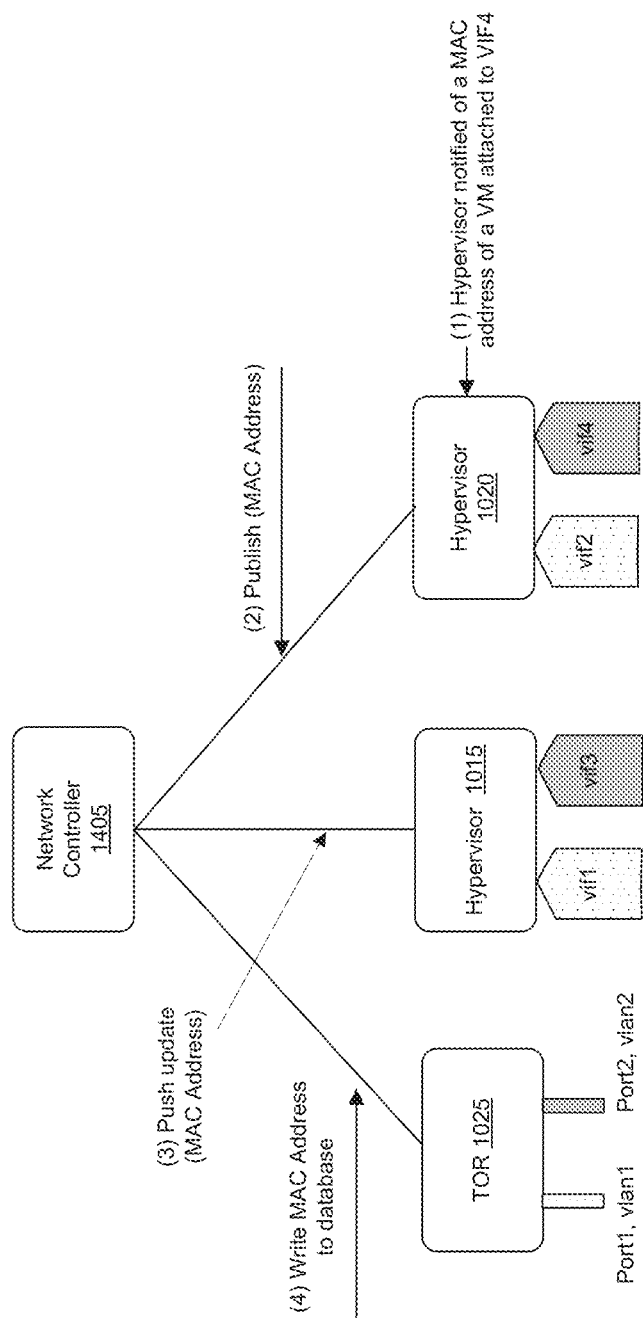 Network
Controller
1405
(2) Publish (MAC Address)
(3) Push update
(MAC Address)
(4) Write MAC Address
to database
(1) Hypervisor notified of a MAC
address of a VM attached to VIF4
TOR 1025
Hypervisor 1015
Hypervisor
1020
Port1, vlan1
Port2, vlan2
vif1
vif3
vif2
vif4